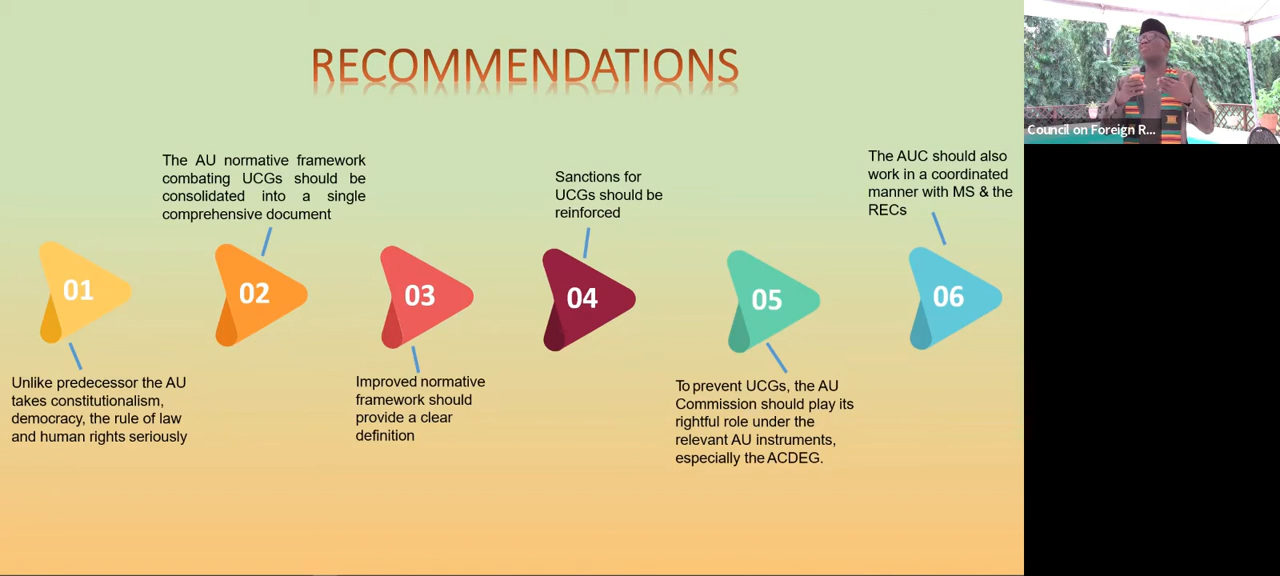 RECOMMENDATIONS
01
Unlike predecessor the AU
takes constitutionalism,
democracy, the rule of law
and human rights seriously
The AU normative framework
combating UCGs should be
consolidated into a single
comprehensive document
02
03
Improved normative
framework should
provide a clear
definition
Sanctions for
UCGs should be
reinforced
04
05
To prevent UCGs, the AU
Commission should play its
rightful role under the
relevant AU instruments,
especially the ACDEG.
The AUC should also
work in a coordinated
manner with MS & the
RECs
06
Council on Foreign R...